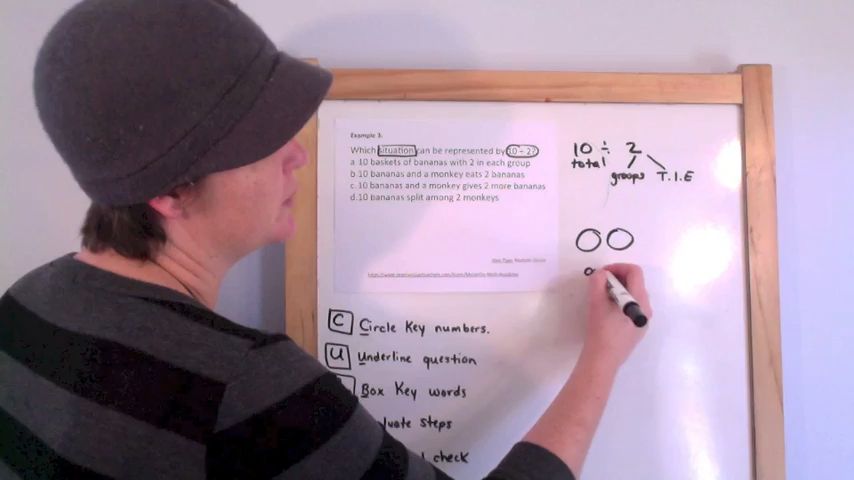 Example 3.
Which situation can be represented by 10 ÷ 2?
a. 10 baskets of bananas with 2 in each group
b. 10 bananas and a monkey eats 2 bananas
c. 10 bananas and a monkey gives 2 more bananas
d. 10 bananas split among 2 monkeys
10 ÷ 2
total
groups T.I.E
C Circle Key numbers.
U Underline question
Box Key words
steps
check